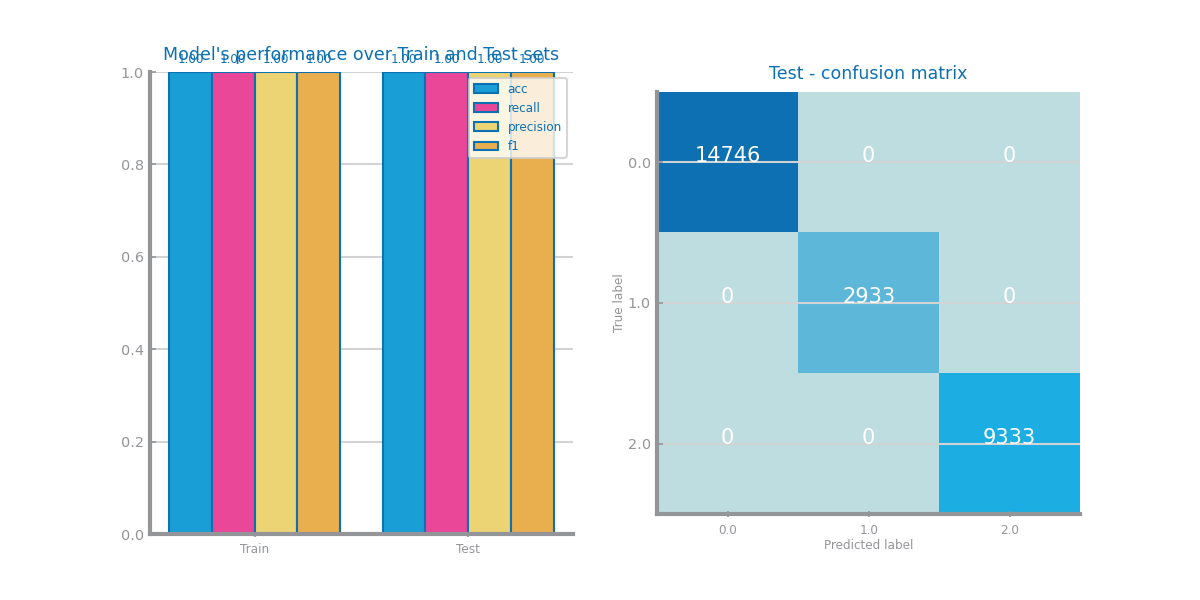 Model's performance over Train and Test sets
1.00 1.00 1.00 1.00 1.00 1.00 1.00 1.00
1.0
0.8
0.6
0.4
0.2
0.0
acc
recall
precision
f1
Train Test
Test - confusion matrix
True label
0.0 14746 0 0
1.0 0 2933 0
2.0 0 0 9333
0.0 1.0 2.0
Predicted label